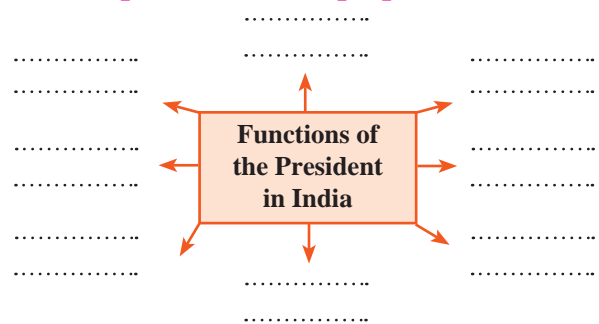 Functions of
the President
in India